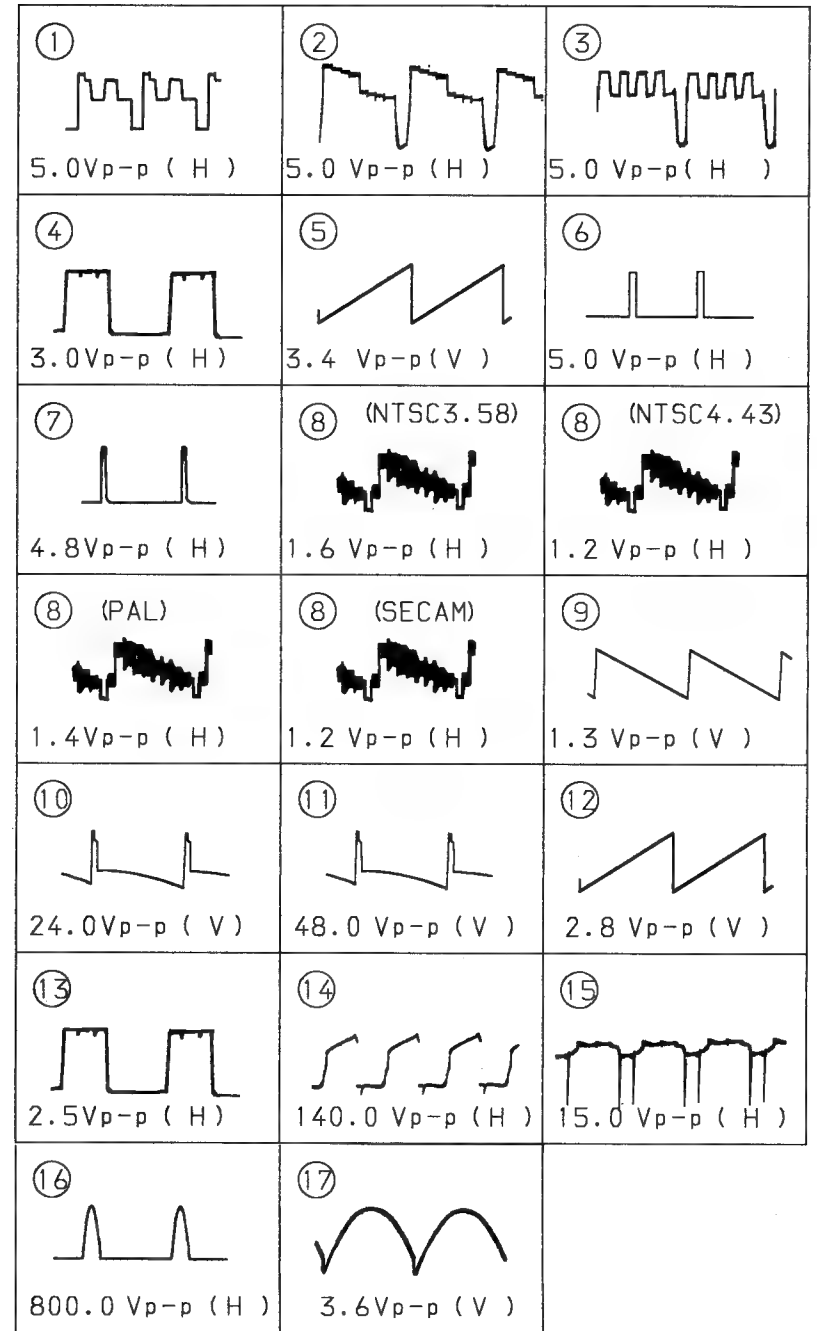 ① ② ③
5.0Vp-p ( H ) 5.0 Vp-p ( H ) 5.0 Vp-p( H )
④ ⑤ ⑥
3.0Vp-p ( H ) 3.4 Vp-p( V ) 5.0 Vp-p ( H )
⑦ ⑧ (NTSC3.58) ⑧ (NTSC4.43)
4.8Vp-p ( H ) 1.6 Vp-p ( H ) 1.2 Vp-p ( H )
⑧ (PAL) ⑧ (SECAM) ⑨
1.4Vp-p ( H ) 1.2 Vp-p ( H ) 1.3 Vp-p ( V )
⑩ ⑪ ⑫
24.0Vp-p ( V) 48.0 Vp-p ( V ) 2.8 Vp-p ( V )
⑬ ⑭ ⑮
2.5Vp-p ( H ) 140.0 Vp-p ( H ) 15.0 Vp-p ( H )
⑯ ⑰
800.0 Vp-p ( H ) 3.6Vp-p ( V )